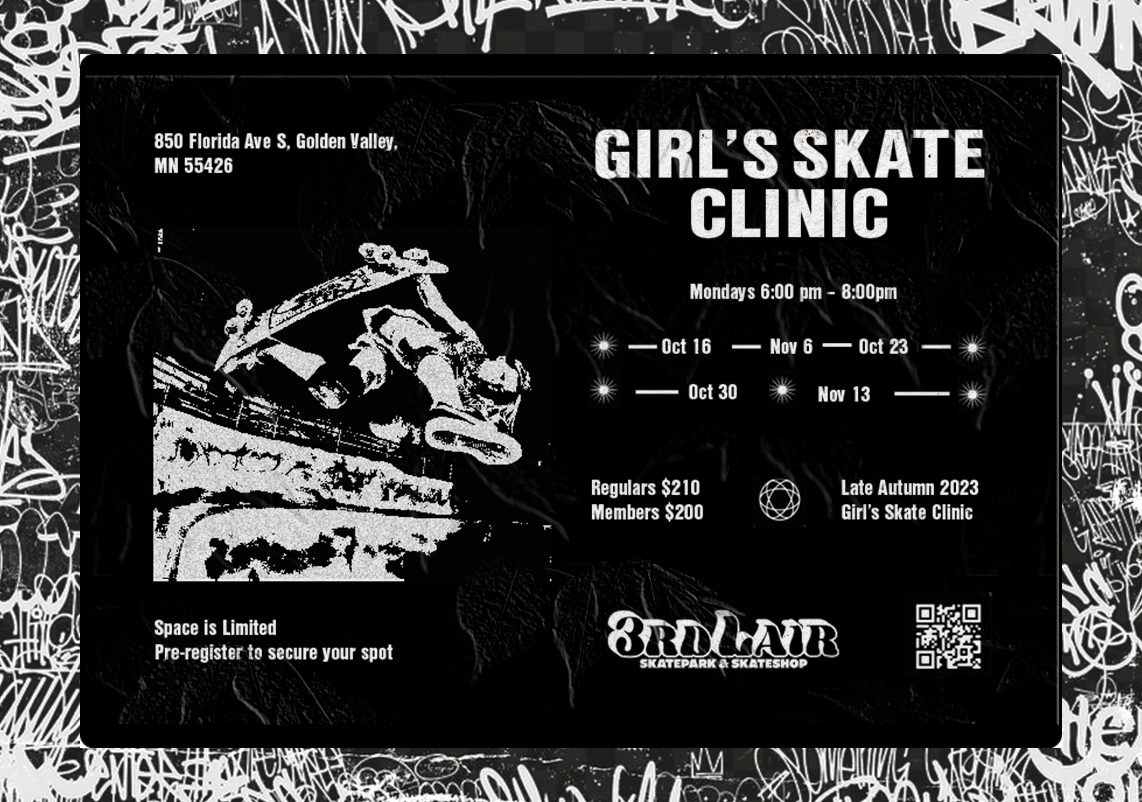 850 Florida Ave S, Golden Valley,
MN 55426
GIRL'S SKATE
CLINIC
Mondays 6:00 pm – 8:00pm
Oct 16 Nov 6 Oct 23
Oct 30 Nov 13
Regulars $210
Members $200
Late Autumn 2023
Girl's Skate Clinic
Space is Limited
Pre-register to secure your spot
3RD LAIR
SKATEPARK & SKATESHOP